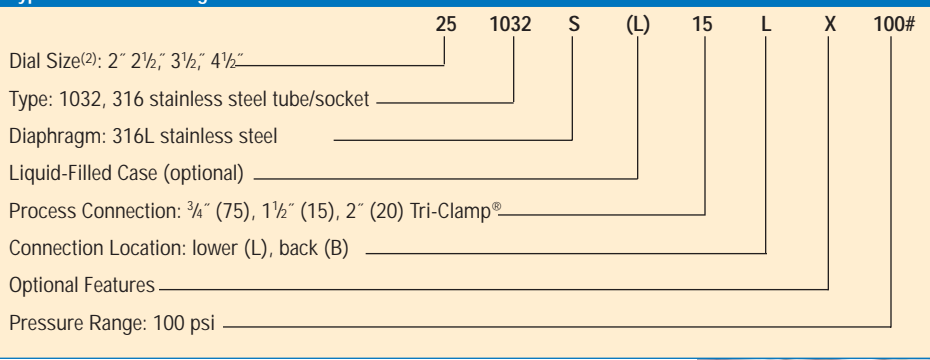 25 1032 S (L) 15 L X 100#
Dial Size(2): 2˝ 2½,˝ 3½,˝ 4½˝
Type: 1032, 316 stainless steel tube/socket
Diaphragm: 316L stainless steel
Liquid-Filled Case (optional)
Process Connection: ¾˝ (75), 1½˝ (15), 2˝ (20) Tri-Clamp®
Connection Location: lower (L), back (B)
Optional Features
Pressure Range: 100 psi